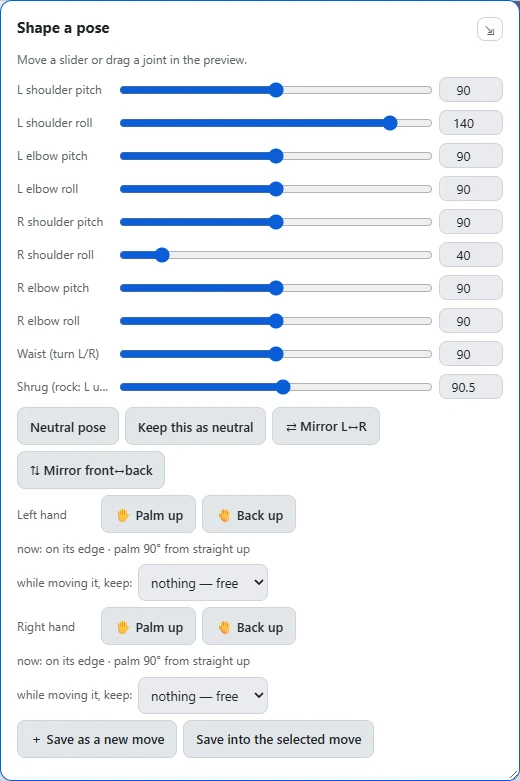 Shape a pose
Move a slider or drag a joint in the preview.
L shoulder pitch 90
L shoulder roll 140
L elbow pitch 90
L elbow roll 90
R shoulder pitch 90
R shoulder roll 40
R elbow pitch 90
R elbow roll 90
Waist (turn L/R) 90
Shrug (rock: L u... 90.5
Neutral pose Keep this as neutral ⇄ Mirror L↔R
⇅ Mirror front↔back
Left hand 🤚 Palm up 🤚 Back up
now: on its edge · palm 90° from straight up
while moving it, keep: nothing — free
Right hand 🤚 Palm up 🤚 Back up
now: on its edge · palm 90° from straight up
while moving it, keep: nothing — free
+ Save as a new move Save into the selected move